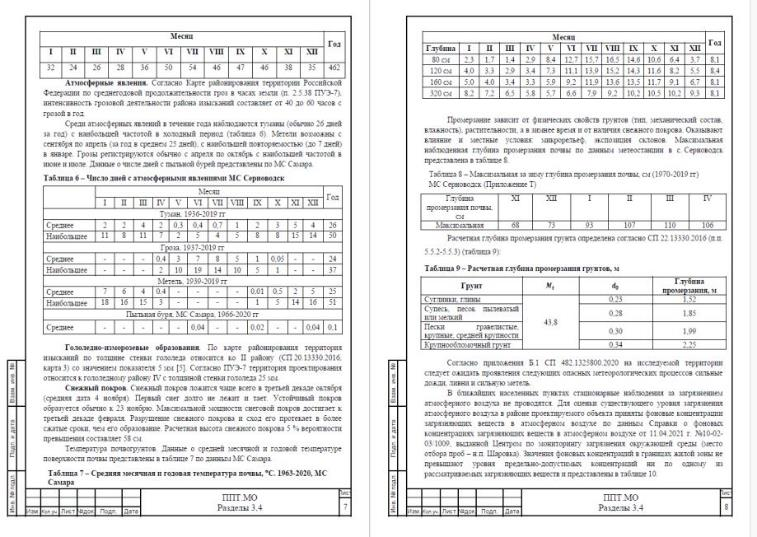 Месяц Год
I II III IV V VI VII VIII IX X XI XII
32 24 26 28 36 50 54 46 47 46 38 35 462
Атмосферные явления. Согласно Карте районирования территории Российской
Федерации по среднегодовой продолжительности гроз в часах земли (п. 2.5.38 ПУЭ-7),
интенсивность грозовой деятельности района изысканий составляет от 40 до 60 часов с
грозой в год.
Среди атмосферных явлений в течение года наблюдаются туманы (обычно 26 дней
за год) с наибольшей частотой в холодный период (таблица 6). Метели возможны с
сентября по апрель (за год в среднем 25 дней), с наибольшей повторяемостью (до 7 дней)
в январе. Грозы регистрируются обычно с апреля по октябрь с наибольшей частотой в
июне и июле. Данные о числе дней с пыльной бурей представлены по МС Самара.
Таблица 6 – Число дней с атмосферными явлениями МС Серноводск
Месяц Год
I II III IV V VI VII VIII IX X XI XII
Туман. 1936-2019 гг
Среднее 2 2 4 2 0,3 0,4 0,7 1 2 3 5 4 26
Наибольшее 11 8 11 7 2 5 4 5 8 8 15 14 50
Гроза. 1937-2019 гг
Среднее - - - 0,4 3 7 8 5 1 0,05 - - 24
Наибольшее - - - 2 10 19 14 10 5 1 - - 37
Метель. 1939-2019 гг
Среднее 7 6 4 0,4 - - - - 0,01 0,5 2 5 25
Наибольшее 18 16 15 3 - - - - 1 5 14 16 51
Пыльная буря, МС Самара, 1966-2020 гг
Среднее - - - - - 0,04 - - 0,02 - - 0,04 0,1
Гололедно-изморозевые образования. По карте районирования территории
изысканий по толщине стенки гололеда относится ко II району (СП 20.13330.2016,
карта 3) со значением показателя 5 мм [5]. Согласно ПУЭ-7 территория проектирования
относится к гололедному району IV с толщиной стенки гололеда 25 мм.
Снежный покров. Снежный покров ложится чаще всего в третьей декаде октября
(средняя дата 4 ноября). Первый снег долго не лежит и тает. Устойчивый покров
образуется обычно к 23 ноябрю. Максимальной мощности снеговой покров достигает к
третьей декаде февраля. Разрушение снежного покрова и сход его протекает в более
сжатые сроки, чем его образование. Расчетная высота снежного покрова 5 % вероятности
превышения составляет 58 см.
Температура почвогрунтов. Данные о средней месячной и годовой температуре
поверхности почвы представлены в таблице 7 по данным МС Самара.
Таблица 7 – Средняя месячная и годовая температура почвы, °С. 1963-2020, МС
Самара
Взам. инв. №
Подп. и дата
Инв. № подл.
Изм. Кол.уч. Лист №док. Подп. Дата
ППТ.МО
Разделы 3,4
Лист
7
Месяц Год
Глубина I II III IV V VI VII VIII IX X XI XII
80 см 2,3 1,7 1,4 2,9 8,4 12,7 15,7 16,5 14,6 10,6 6,4 3,7 8,1
120 см 4,0 3,3 2,9 3,4 7,3 11,1 13,9 15,2 14,3 11,6 8,2 5,5 8,4
160 см 5,0 4,0 3,4 3,3 5,9 9,2 11,9 13,6 13,5 11,7 9,1 6,7 8,1
320 см 8,2 7,2 6,5 5,8 5,7 6,6 7,9 9,2 10,2 10,5 10,2 9,3 8,1
Промерзание зависит от физических свойств грунтов (тип, механический состав,
влажность), растительности, а в зимнее время и от наличия снежного покрова. Оказывают
влияние и местные условия: микрорельеф, экспозиция склонов. Максимальная
наблюденная глубина промерзания почвы по данным метеостанции в с. Серноводск
представлена в таблице 8.
Таблица 8 – Максимальная за зиму глубина промерзания почвы, см (1970-2019 гг)
МС Серноводск (Приложение Т)
Глубина промерзания почвы, см XI XII I II III IV
Максимальная 68 73 93 107 110 106
Расчетная глубина промерзания грунта определена согласно СП 22.13330.2016 (п.п.
5.5.2-5.5.3) (таблица 9):
Таблица 9 – Расчетная глубина промерзания грунтов, м
Грунт Mt d0 Глубина промерзания, м
Суглинки, глины 43,8 0,23 1,52
Супесь, песок пылеватый или мелкий 0,28 1,85
Пески гравелистые, крупные, средней крупности 0,30 1,99
Крупнообломочный грунт 0,34 2,25
Согласно приложения Б.1 СП 482.1325800.2020 на исследуемой территории
следует ожидать проявления следующих опасных метеорологических процессов сильные
дожди, ливни и сильную метель.
В ближайших населенных пунктах стационарные наблюдения за загрязнением
атмосферного воздуха не проводятся. Для оценки существующего уровня загрязнения
атмосферного воздуха в районе проектируемого объекта приняты фоновые концентрации
загрязняющих веществ в атмосферном воздухе по данным Справки о фоновых
концентрациях загрязняющих веществ в атмосферном воздухе от 11.04.2021 г. №10-02-
03.1009, выданной Центром по мониторингу загрязнения окружающей среды (место
отбора проб – н.п. Шаровка). Значения фоновых концентраций в границах жилой зоны не
превышают уровня предельно-допустимых концентраций ни по одному из
рассматриваемых загрязняющих веществ и представлены в таблице 10.
Взам. инв. №
Подп. и дата
Инв. № подл.
Изм. Кол.уч. Лист №док. Подп. Дата
ППТ.МО
Разделы 3,4
Лист
8